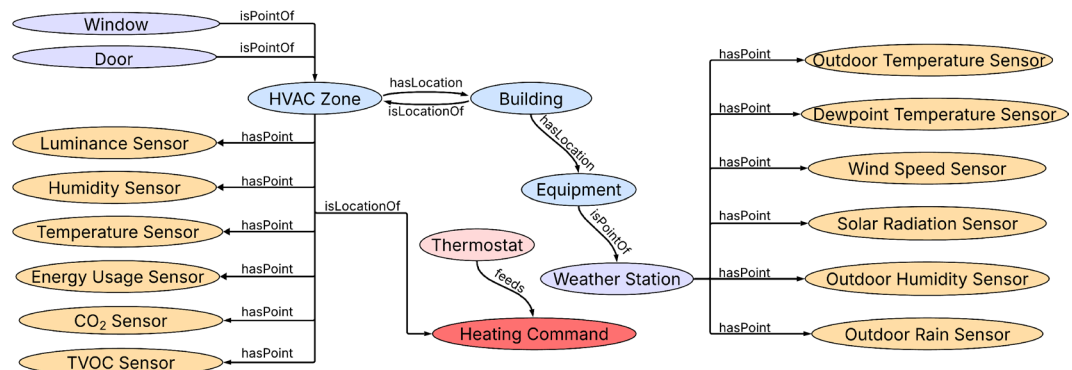 Window
isPointOf
Door
isPointOf
HVAC Zone
hasLocation
isLocationOf
Building
hasLocation
Equipment
isPointOf
Weather Station
Luminance Sensor
hasPoint
Humidity Sensor
hasPoint
Temperature Sensor
hasPoint
Energy Usage Sensor
hasPoint
CO₂ Sensor
hasPoint
TVOC Sensor
hasPoint
isLocationOf
Thermostat
feeds
Heating Command
hasPoint
Outdoor Temperature Sensor
hasPoint
Dewpoint Temperature Sensor
hasPoint
Wind Speed Sensor
hasPoint
Solar Radiation Sensor
hasPoint
Outdoor Humidity Sensor
hasPoint
Outdoor Rain Sensor